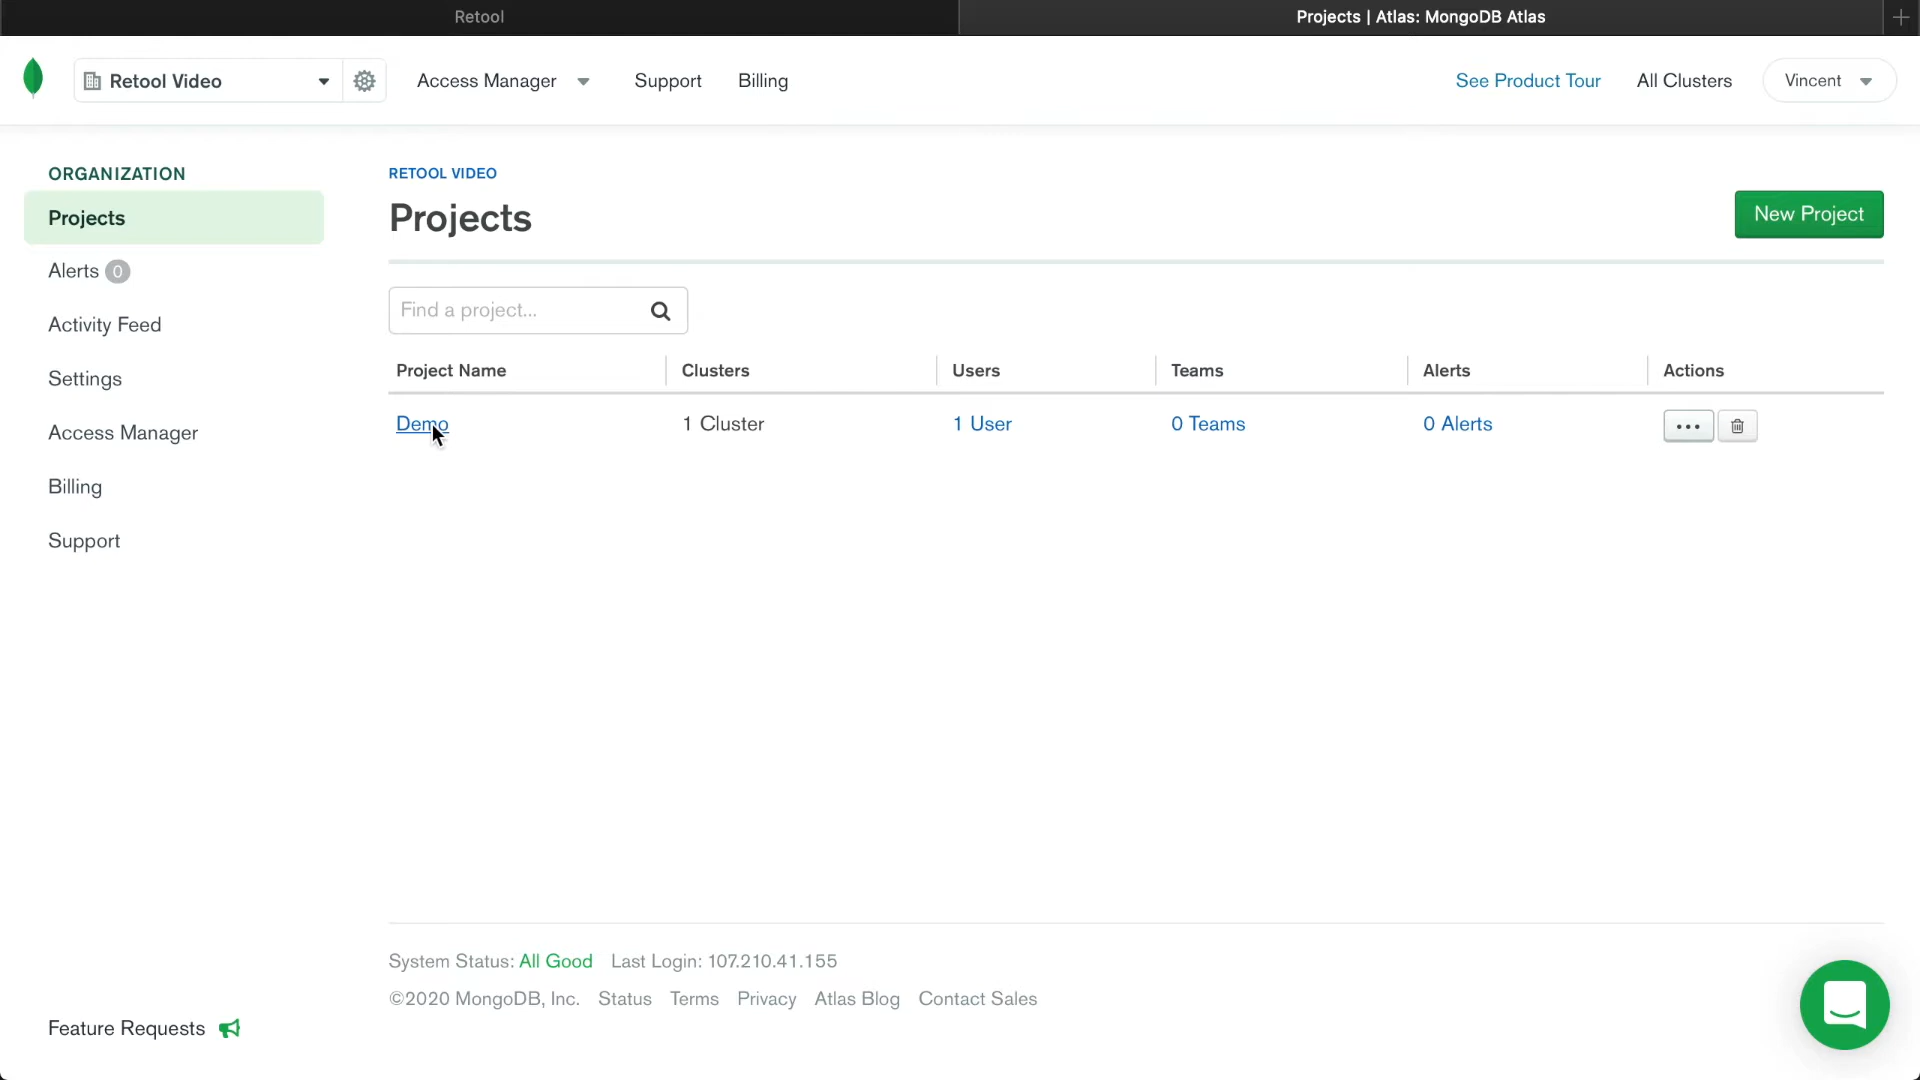 Retool
Projects | Atlas: MongoDB Atlas
Retool Video
Access Manager
Support
Billing
See Product Tour
All Clusters
Vincent
ORGANIZATION
Projects
Alerts 0
Activity Feed
Settings
Access Manager
Billing
Support
Feature Requests
RETOOL VIDEO
Projects
New Project
Find a project...
Project Name
Clusters
Users
Teams
Alerts
Actions
Demo
1 Cluster
1 User
0 Teams
0 Alerts
System Status: All Good Last Login: 107.210.41.155
©2020 MongoDB, Inc. Status Terms Privacy Atlas Blog Contact Sales